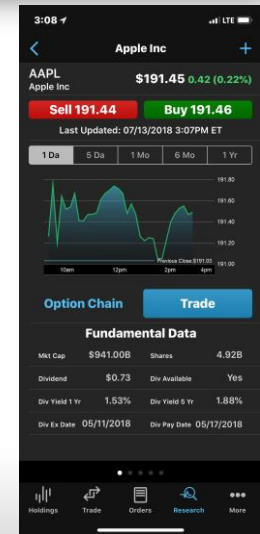 3:08 LTE
Apple Inc +
AAPL $191.45 0.42 (0.22%)
Apple Inc
Sell 191.44 Buy 191.46
Last Updated: 07/13/2018 3:07PM ET
1 Da 5 Da 1 Mo 6 Mo 1 Yr
191.80
191.60
191.40
191.20
Previous Close:$191.03
191.00
10am 12pm 2pm 4pm
Option Chain Trade
Fundamental Data
Mkt Cap $941.00B Shares 4.92B
Dividend $0.73 Div Available Yes
Div Yield 1 Yr 1.53% Div Yield 5 Yr 1.88%
Div Ex Date 05/11/2018 Div Pay Date 05/17/2018
Holdings Trade Orders Research More